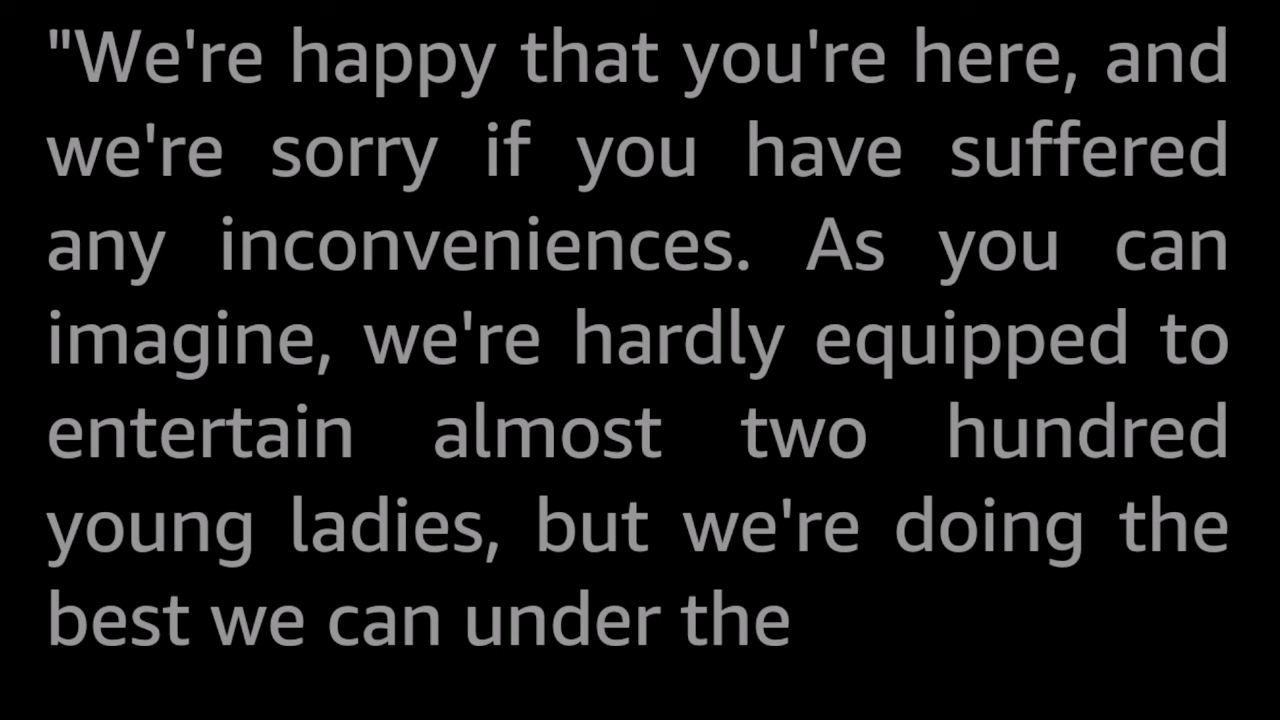 "We're happy that you're here, and
we're sorry if you have suffered
any inconveniences. As you can
imagine, we're hardly equipped to
entertain almost two hundred
young ladies, but we're doing the
best we can under the